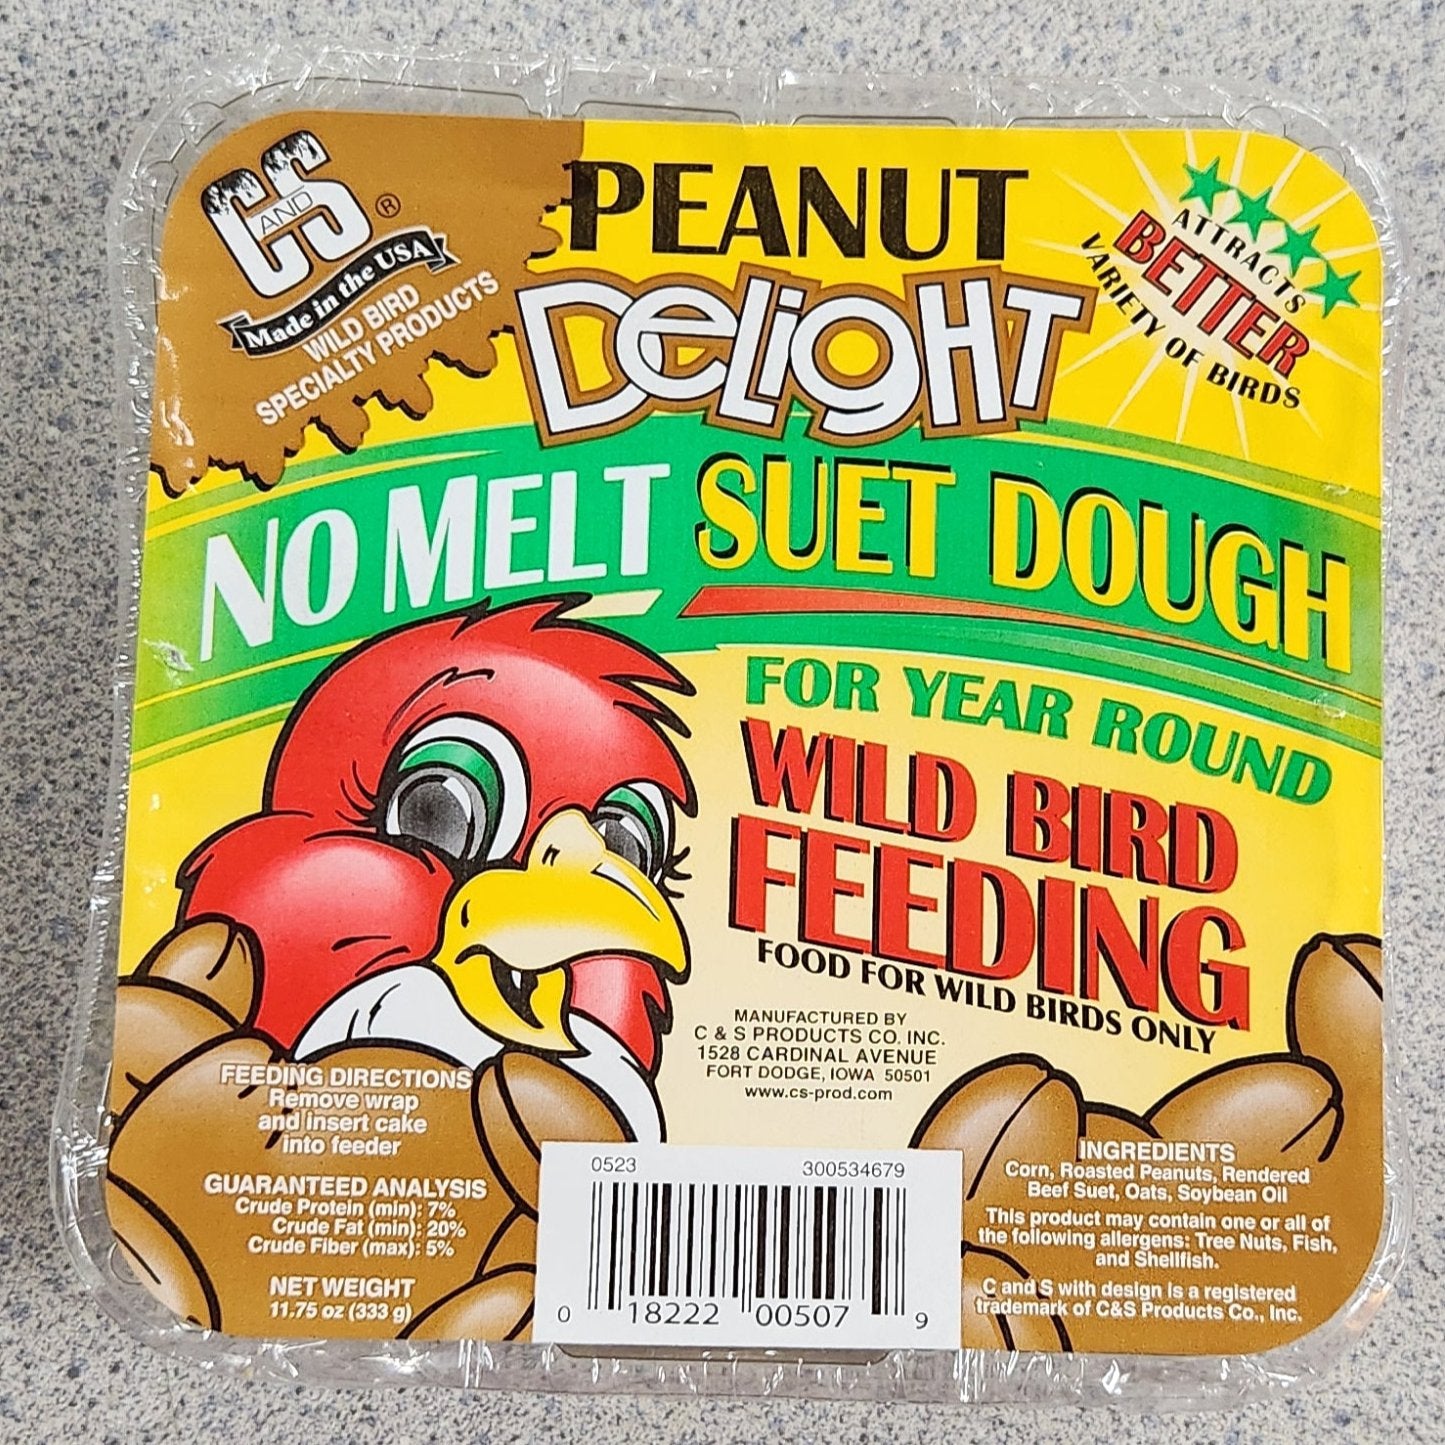 C AND S ®
Made in the USA
WILD BIRD
SPECIALTY PRODUCTS
PEANUT
DELiGHT
ATTRACTS
BETTER
VARIETY OF BIRDS
NO MELT SUET DOUGH
FOR YEAR ROUND
WILD BIRD
FEEDING
FOOD FOR WILD BIRDS ONLY
MANUFACTURED BY
C & S PRODUCTS CO. INC.
1528 CARDINAL AVENUE
FORT DODGE, IOWA 50501
www.cs-prod.com
FEEDING DIRECTIONS
Remove wrap
and insert cake
into feeder
GUARANTEED ANALYSIS
Crude Protein (min): 7%
Crude Fat (min): 20%
Crude Fiber (max): 5%
NET WEIGHT
11.75 oz (333 g)
0523 300534679
0 18222 00507 9
INGREDIENTS
Corn, Roasted Peanuts, Rendered
Beef Suet, Oats, Soybean Oil
This product may contain one or all of
the following allergens: Tree Nuts, Fish,
and Shellfish.
C and S with design is a registered
trademark of C&S Products Co., Inc.